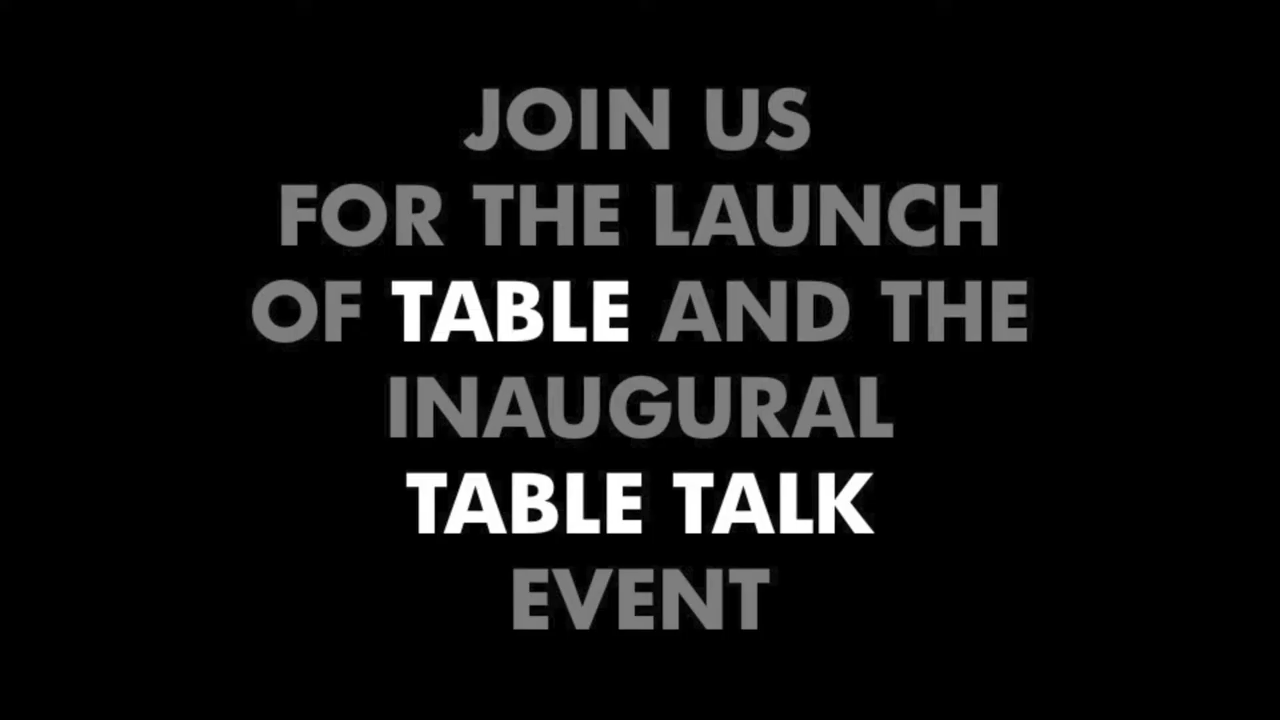 JOIN US
FOR THE LAUNCH
OF TABLE AND THE
INAUGURAL
TABLE TALK
EVENT